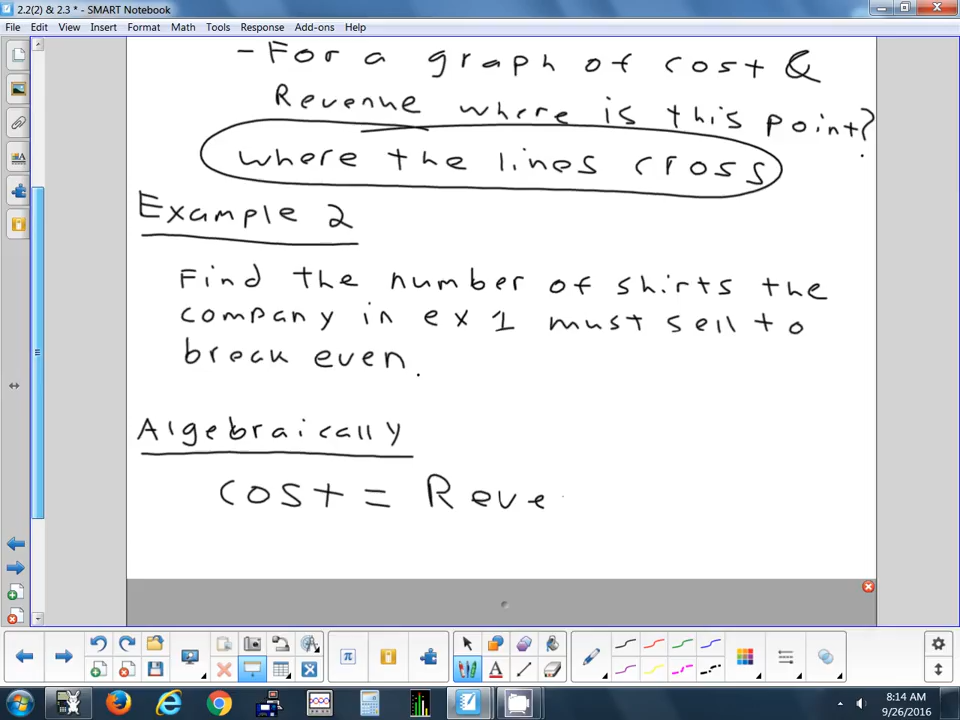 2.2(2) & 2.3 * - SMART Notebook
File Edit View Insert Format Math Tools Response Add-ons Help
- For a graph of cost &
Revenue where is this point?
where the lines cross
Example 2
Find the number of shirts the
company in ex 1 must sell to
break even.
Algebraically
cost = Reve
8:14 AM
9/26/2016